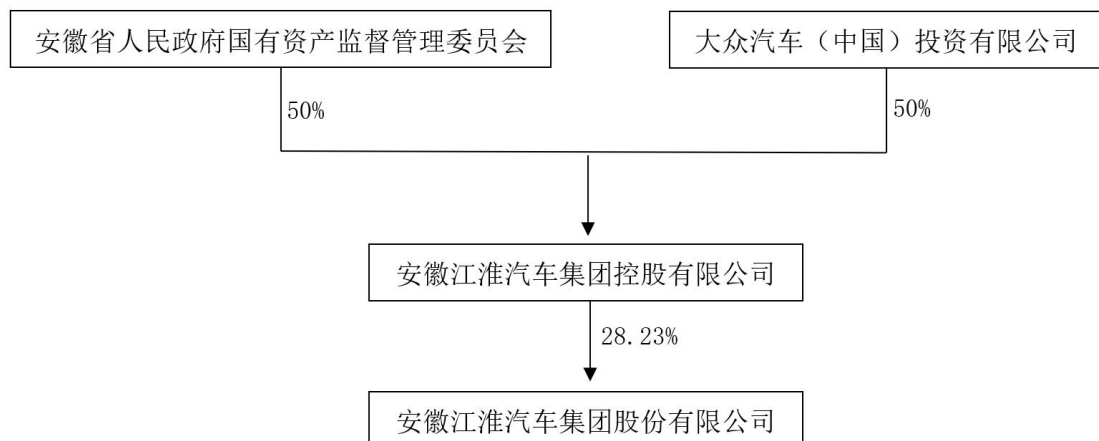 安徽省人民政府国有资产监督管理委员会
大众汽车（中国）投资有限公司
50%
50%
安徽江淮汽车集团控股有限公司
28.23%
安徽江淮汽车集团股份有限公司